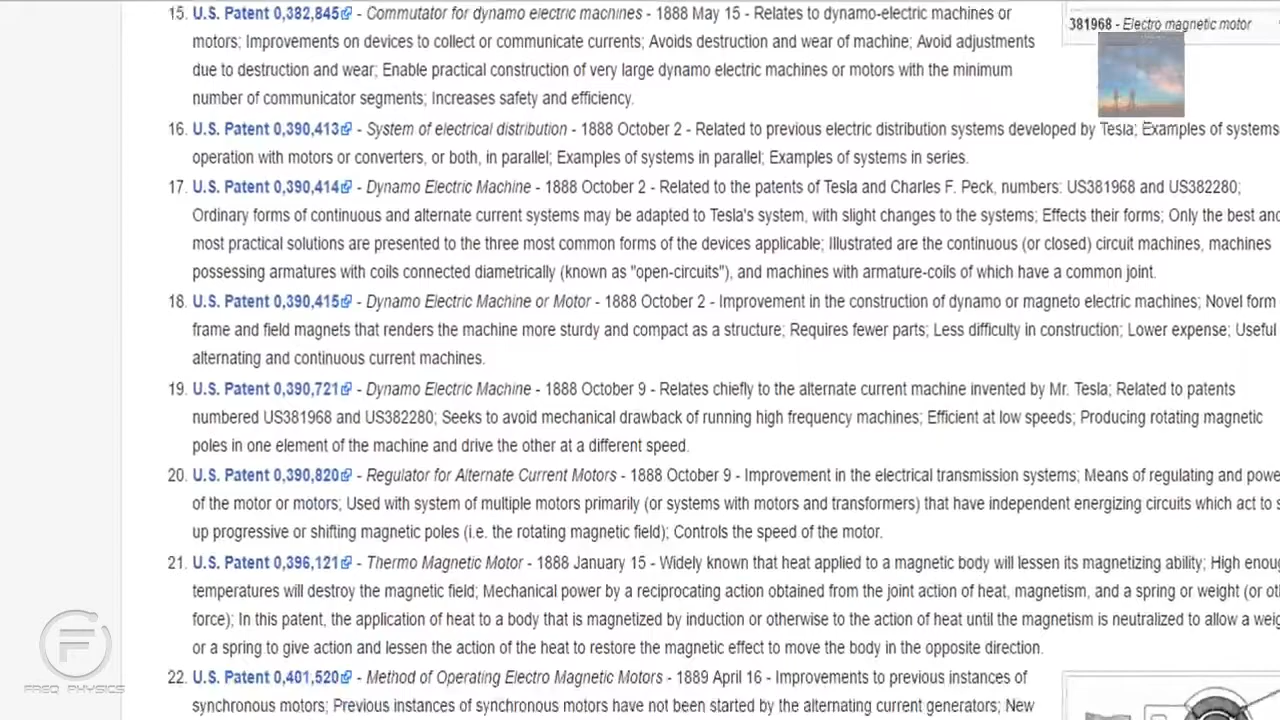 15. U.S. Patent 0,382,845 - Commutator for dynamo electric machines - 1888 May 15 - Relates to dynamo-electric machines or
motors; Improvements on devices to collect or communicate currents; Avoids destruction and wear of machine; Avoid adjustments
due to destruction and wear; Enable practical construction of very large dynamo electric machines or motors with the minimum
number of communicator segments; Increases safety and efficiency.
381968 - Electro magnetic motor
16. U.S. Patent 0,390,413 - System of electrical distribution - 1888 October 2 - Related to previous electric distribution systems developed by Tesla; Examples of systems
operation with motors or converters, or both, in parallel; Examples of systems in parallel; Examples of systems in series.
17. U.S. Patent 0,390,414 - Dynamo Electric Machine - 1888 October 2 - Related to the patents of Tesla and Charles F. Peck, numbers: US381968 and US382280;
Ordinary forms of continuous and alternate current systems may be adapted to Tesla's system, with slight changes to the systems; Effects their forms; Only the best and
most practical solutions are presented to the three most common forms of the devices applicable; Illustrated are the continuous (or closed) circuit machines, machines
possessing armatures with coils connected diametrically (known as "open-circuits"), and machines with armature-coils of which have a common joint.
18. U.S. Patent 0,390,415 - Dynamo Electric Machine or Motor - 1888 October 2 - Improvement in the construction of dynamo or magneto electric machines; Novel form
frame and field magnets that renders the machine more sturdy and compact as a structure; Requires fewer parts; Less difficulty in construction; Lower expense; Useful
alternating and continuous current machines.
19. U.S. Patent 0,390,721 - Dynamo Electric Machine - 1888 October 9 - Relates chiefly to the alternate current machine invented by Mr. Tesla; Related to patents
numbered US381968 and US382280; Seeks to avoid mechanical drawback of running high frequency machines; Efficient at low speeds; Producing rotating magnetic
poles in one element of the machine and drive the other at a different speed.
20. U.S. Patent 0,390,820 - Regulator for Alternate Current Motors - 1888 October 9 - Improvement in the electrical transmission systems; Means of regulating and powe
of the motor or motors; Used with system of multiple motors primarily (or systems with motors and transformers) that have independent energizing circuits which act to s
up progressive or shifting magnetic poles (i.e. the rotating magnetic field); Controls the speed of the motor.
21. U.S. Patent 0,396,121 - Thermo Magnetic Motor - 1888 January 15 - Widely known that heat applied to a magnetic body will lessen its magnetizing ability; High enoug
temperatures will destroy the magnetic field; Mechanical power by a reciprocating action obtained from the joint action of heat, magnetism, and a spring or weight (or ot
force); In this patent, the application of heat to a body that is magnetized by induction or otherwise to the action of heat until the magnetism is neutralized to allow a weig
or a spring to give action and lessen the action of the heat to restore the magnetic effect to move the body in the opposite direction.
22. U.S. Patent 0,401,520 - Method of Operating Electro Magnetic Motors - 1889 April 16 - Improvements to previous instances of
synchronous motors; Previous instances of synchronous motors have not been started by the alternating current generators; New
FREQ PHYSICS